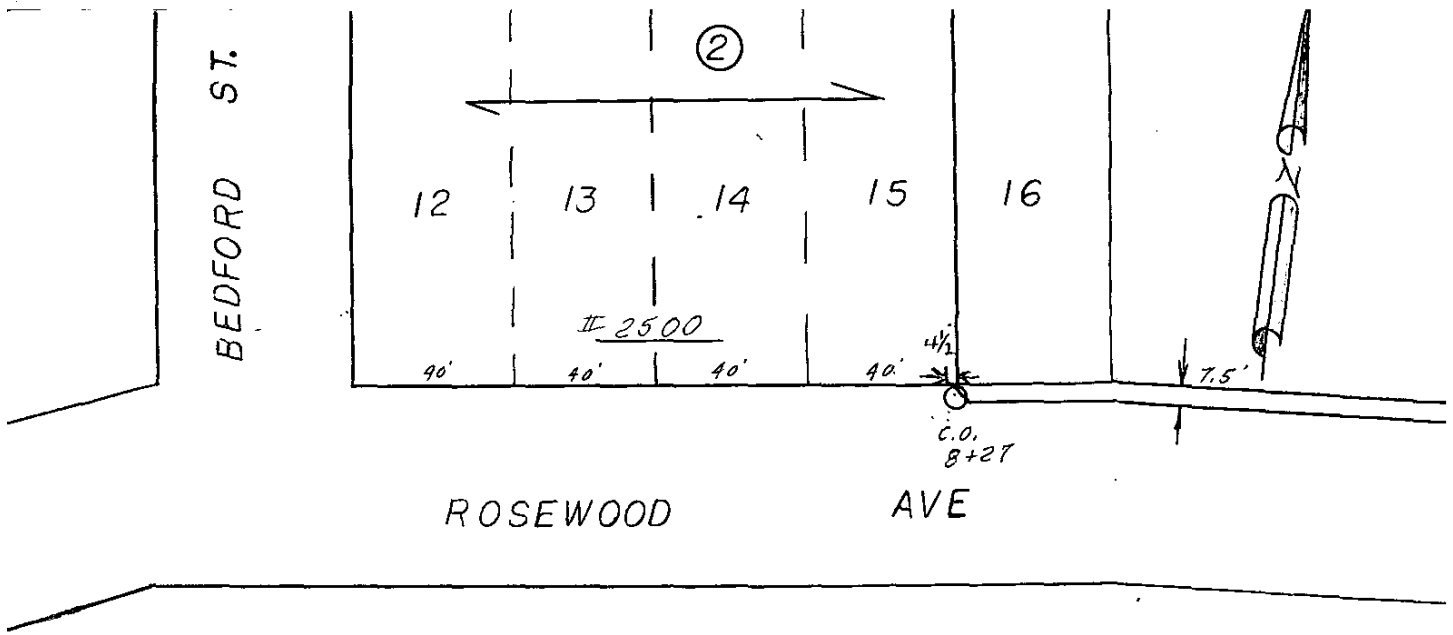 2
BEDFORD ST.
12 13 14 15 16
N
II 2500
4½
40' 40' 40' 40' 7.5'
C.O.
8+27
ROSEWOOD AVE